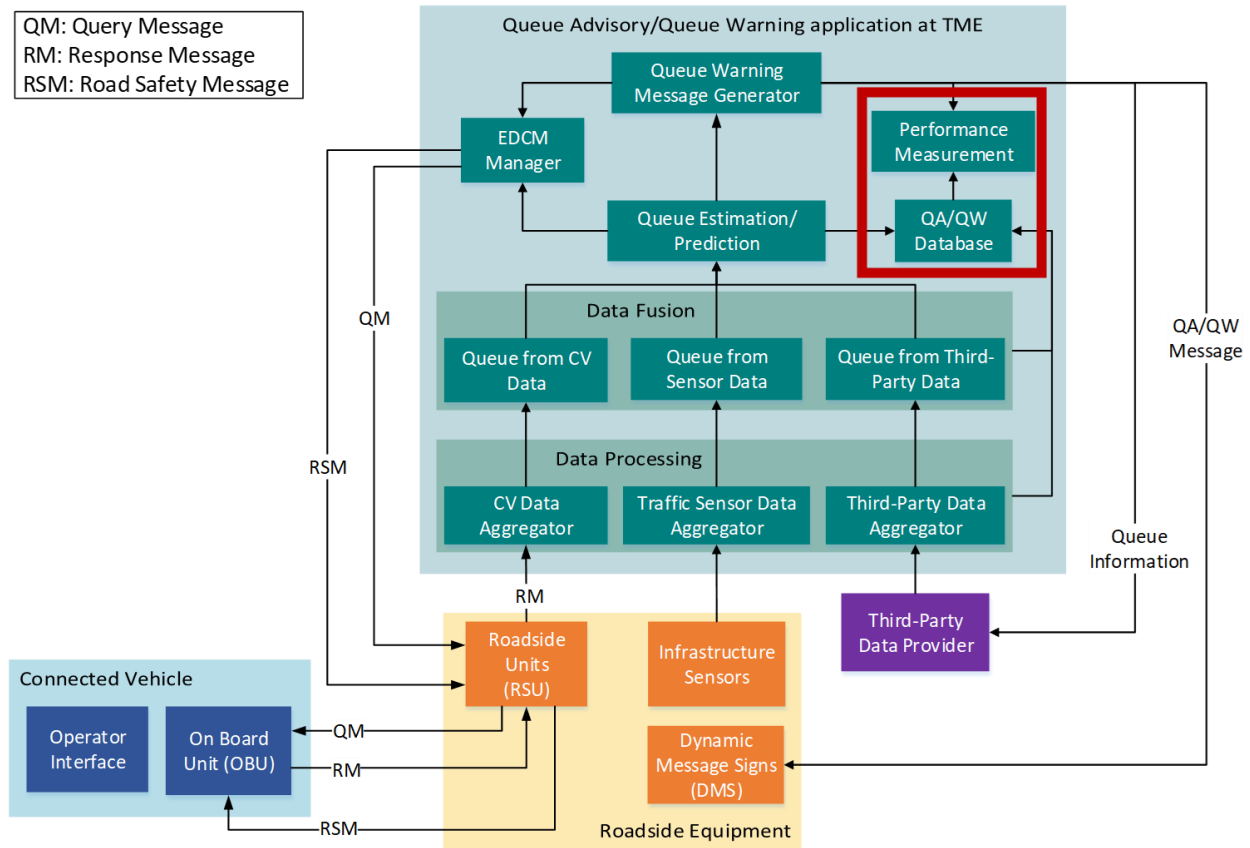 QM: Query Message
RM: Response Message
RSM: Road Safety Message
Queue Advisory/Queue Warning application at TME
Queue Warning
Message Generator
EDCM
Manager
Performance
Measurement
Queue Estimation/
Prediction
QA/QW
Database
QM
QA/QW
Message
Data Fusion
Queue from CV
Data
Queue from
Sensor Data
Queue from Third-
Party Data
RSM
Data Processing
CV Data
Aggregator
Traffic Sensor Data
Aggregator
Third-Party Data
Aggregator
Queue
Information
RM
Third-Party
Data Provider
Roadside
Units
(RSU)
Infrastructure
Sensors
Connected Vehicle
Operator
Interface
On Board
Unit (OBU)
QM
RM
RSM
Dynamic
Message Signs
(DMS)
Roadside Equipment